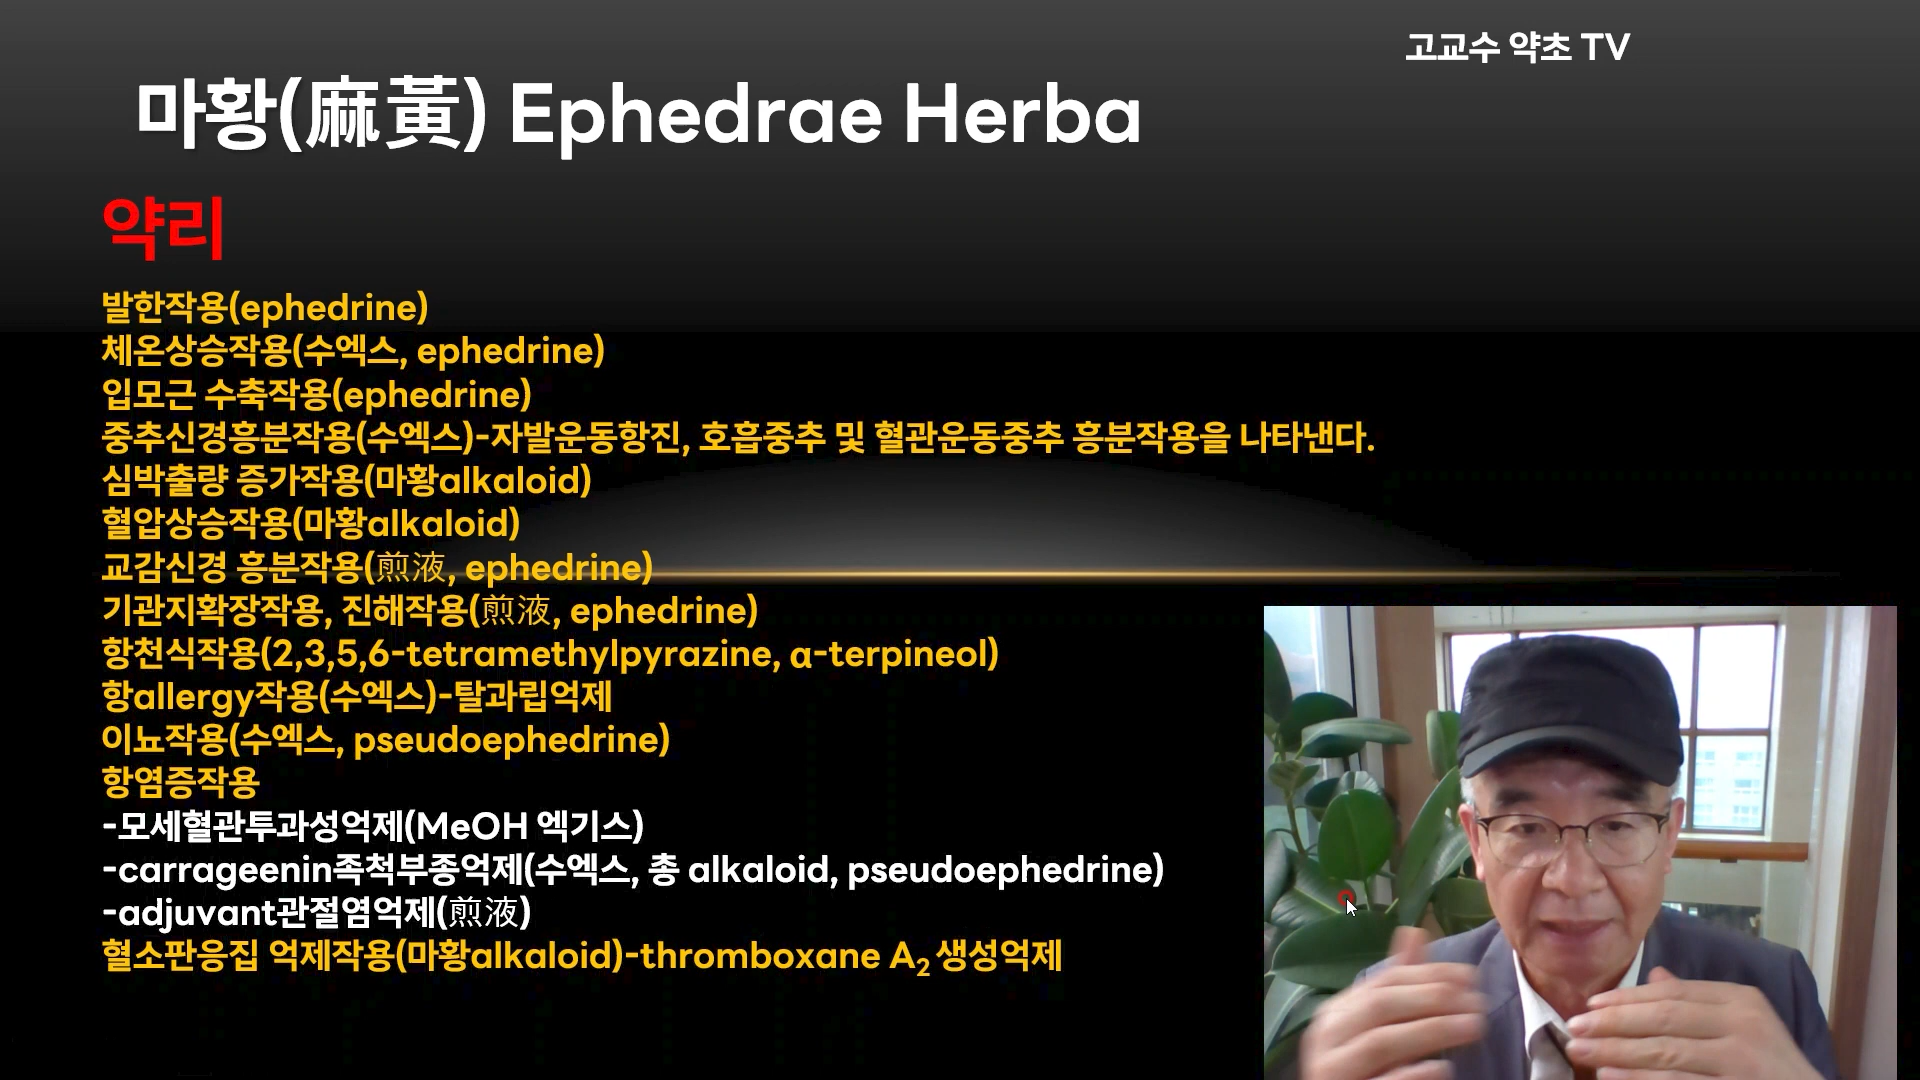 고교수 약초 TV
마황(麻黃) Ephedrae Herba
약리
발한작용(ephedrine)
체온상승작용(수엑스, ephedrine)
입모근 수축작용(ephedrine)
중추신경흥분작용(수엑스)-자발운동항진, 호흡중추 및 혈관운동중추 흥분작용을 나타낸다.
심박출량 증가작용(마황alkaloid)
혈압상승작용(마황alkaloid)
교감신경 흥분작용(煎液, ephedrine)
기관지확장작용, 진해작용(煎液, ephedrine)
항천식작용(2,3,5,6-tetramethylpyrazine, α-terpineol)
항allergy작용(수엑스)-탈과립억제
이뇨작용(수엑스, pseudoephedrine)
항염증작용
-모세혈관투과성억제(MeOH 엑기스)
-carrageenin족척부종억제(수엑스, 총 alkaloid, pseudoephedrine)
-adjuvant관절염억제(煎液)
혈소판응집 억제작용(마황alkaloid)-thromboxane A₂ 생성억제